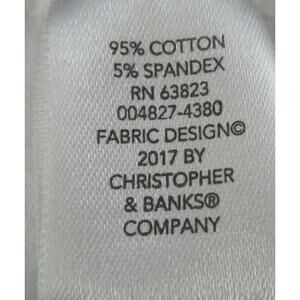 95% COTTON
5% SPANDEX
RN 63823
004827-4380
FABRIC DESIGN©
2017 BY
CHRISTOPHER
& BANKS®
COMPANY